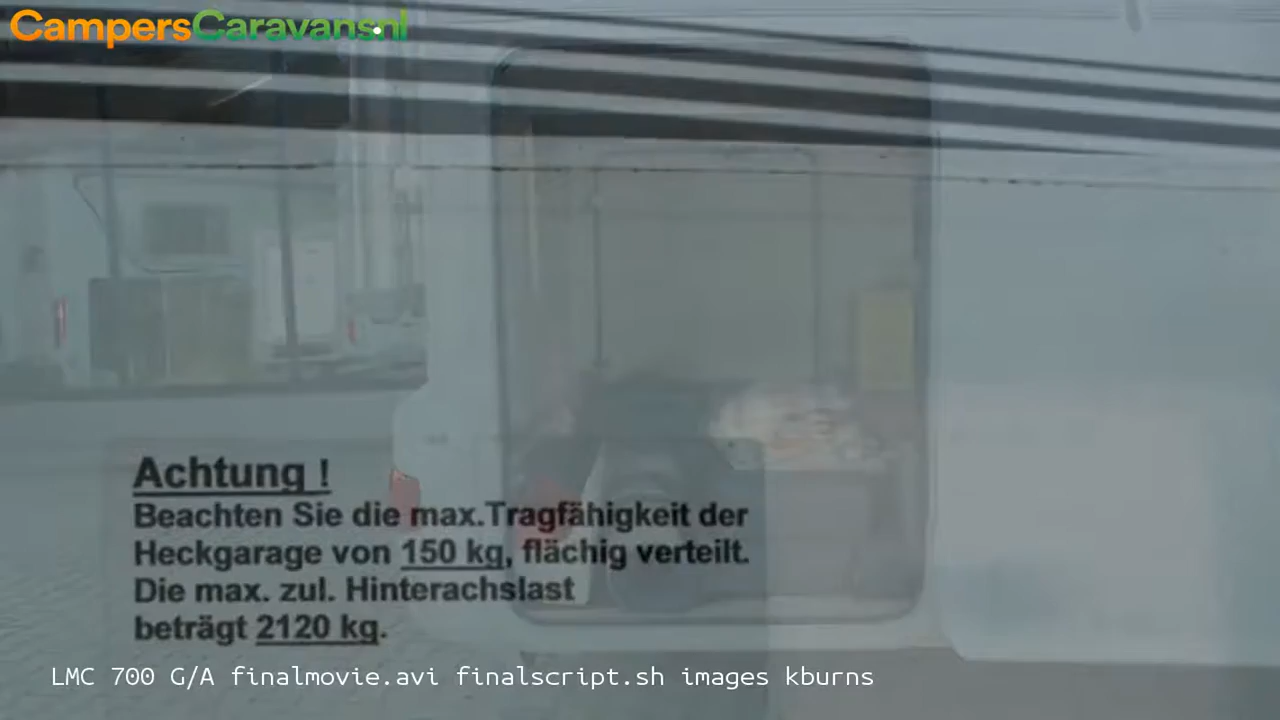 CampersCaravans.nl
Achtung !
Beachten Sie die max.Tragfähigkeit der
Heckgarage von 150 kg, flächig verteilt.
Die max. zul. Hinterachslast
beträgt 2120 kg.
LMC 700 G/A finalmovie.avi finalscript.sh images kburns